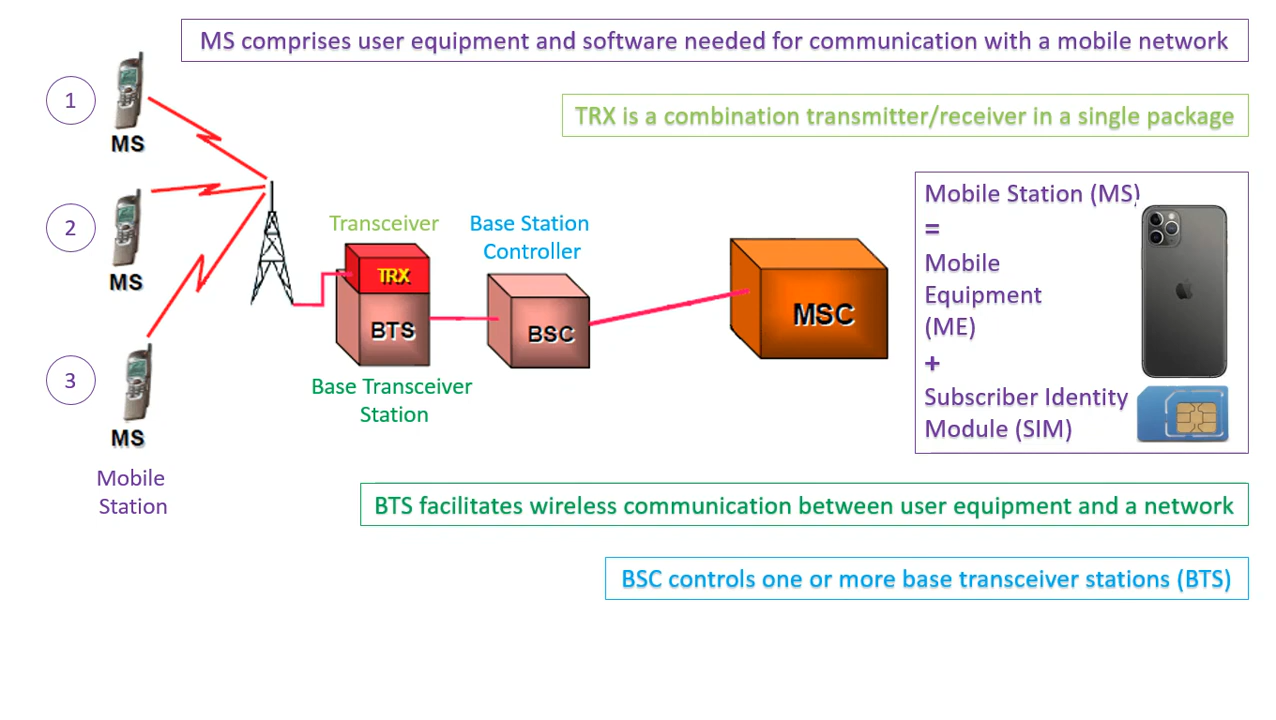 MS comprises user equipment and software needed for communication with a mobile network
1
MS
TRX is a combination transmitter/receiver in a single package
2
MS
Transceiver
Base Station
Controller
TRX
BTS
BSC
MSC
Mobile Station (MS)
=
Mobile
Equipment
(ME)
+
Subscriber Identity
Module (SIM)
3
MS
Base Transceiver
Station
Mobile
Station
BTS facilitates wireless communication between user equipment and a network
BSC controls one or more base transceiver stations (BTS)